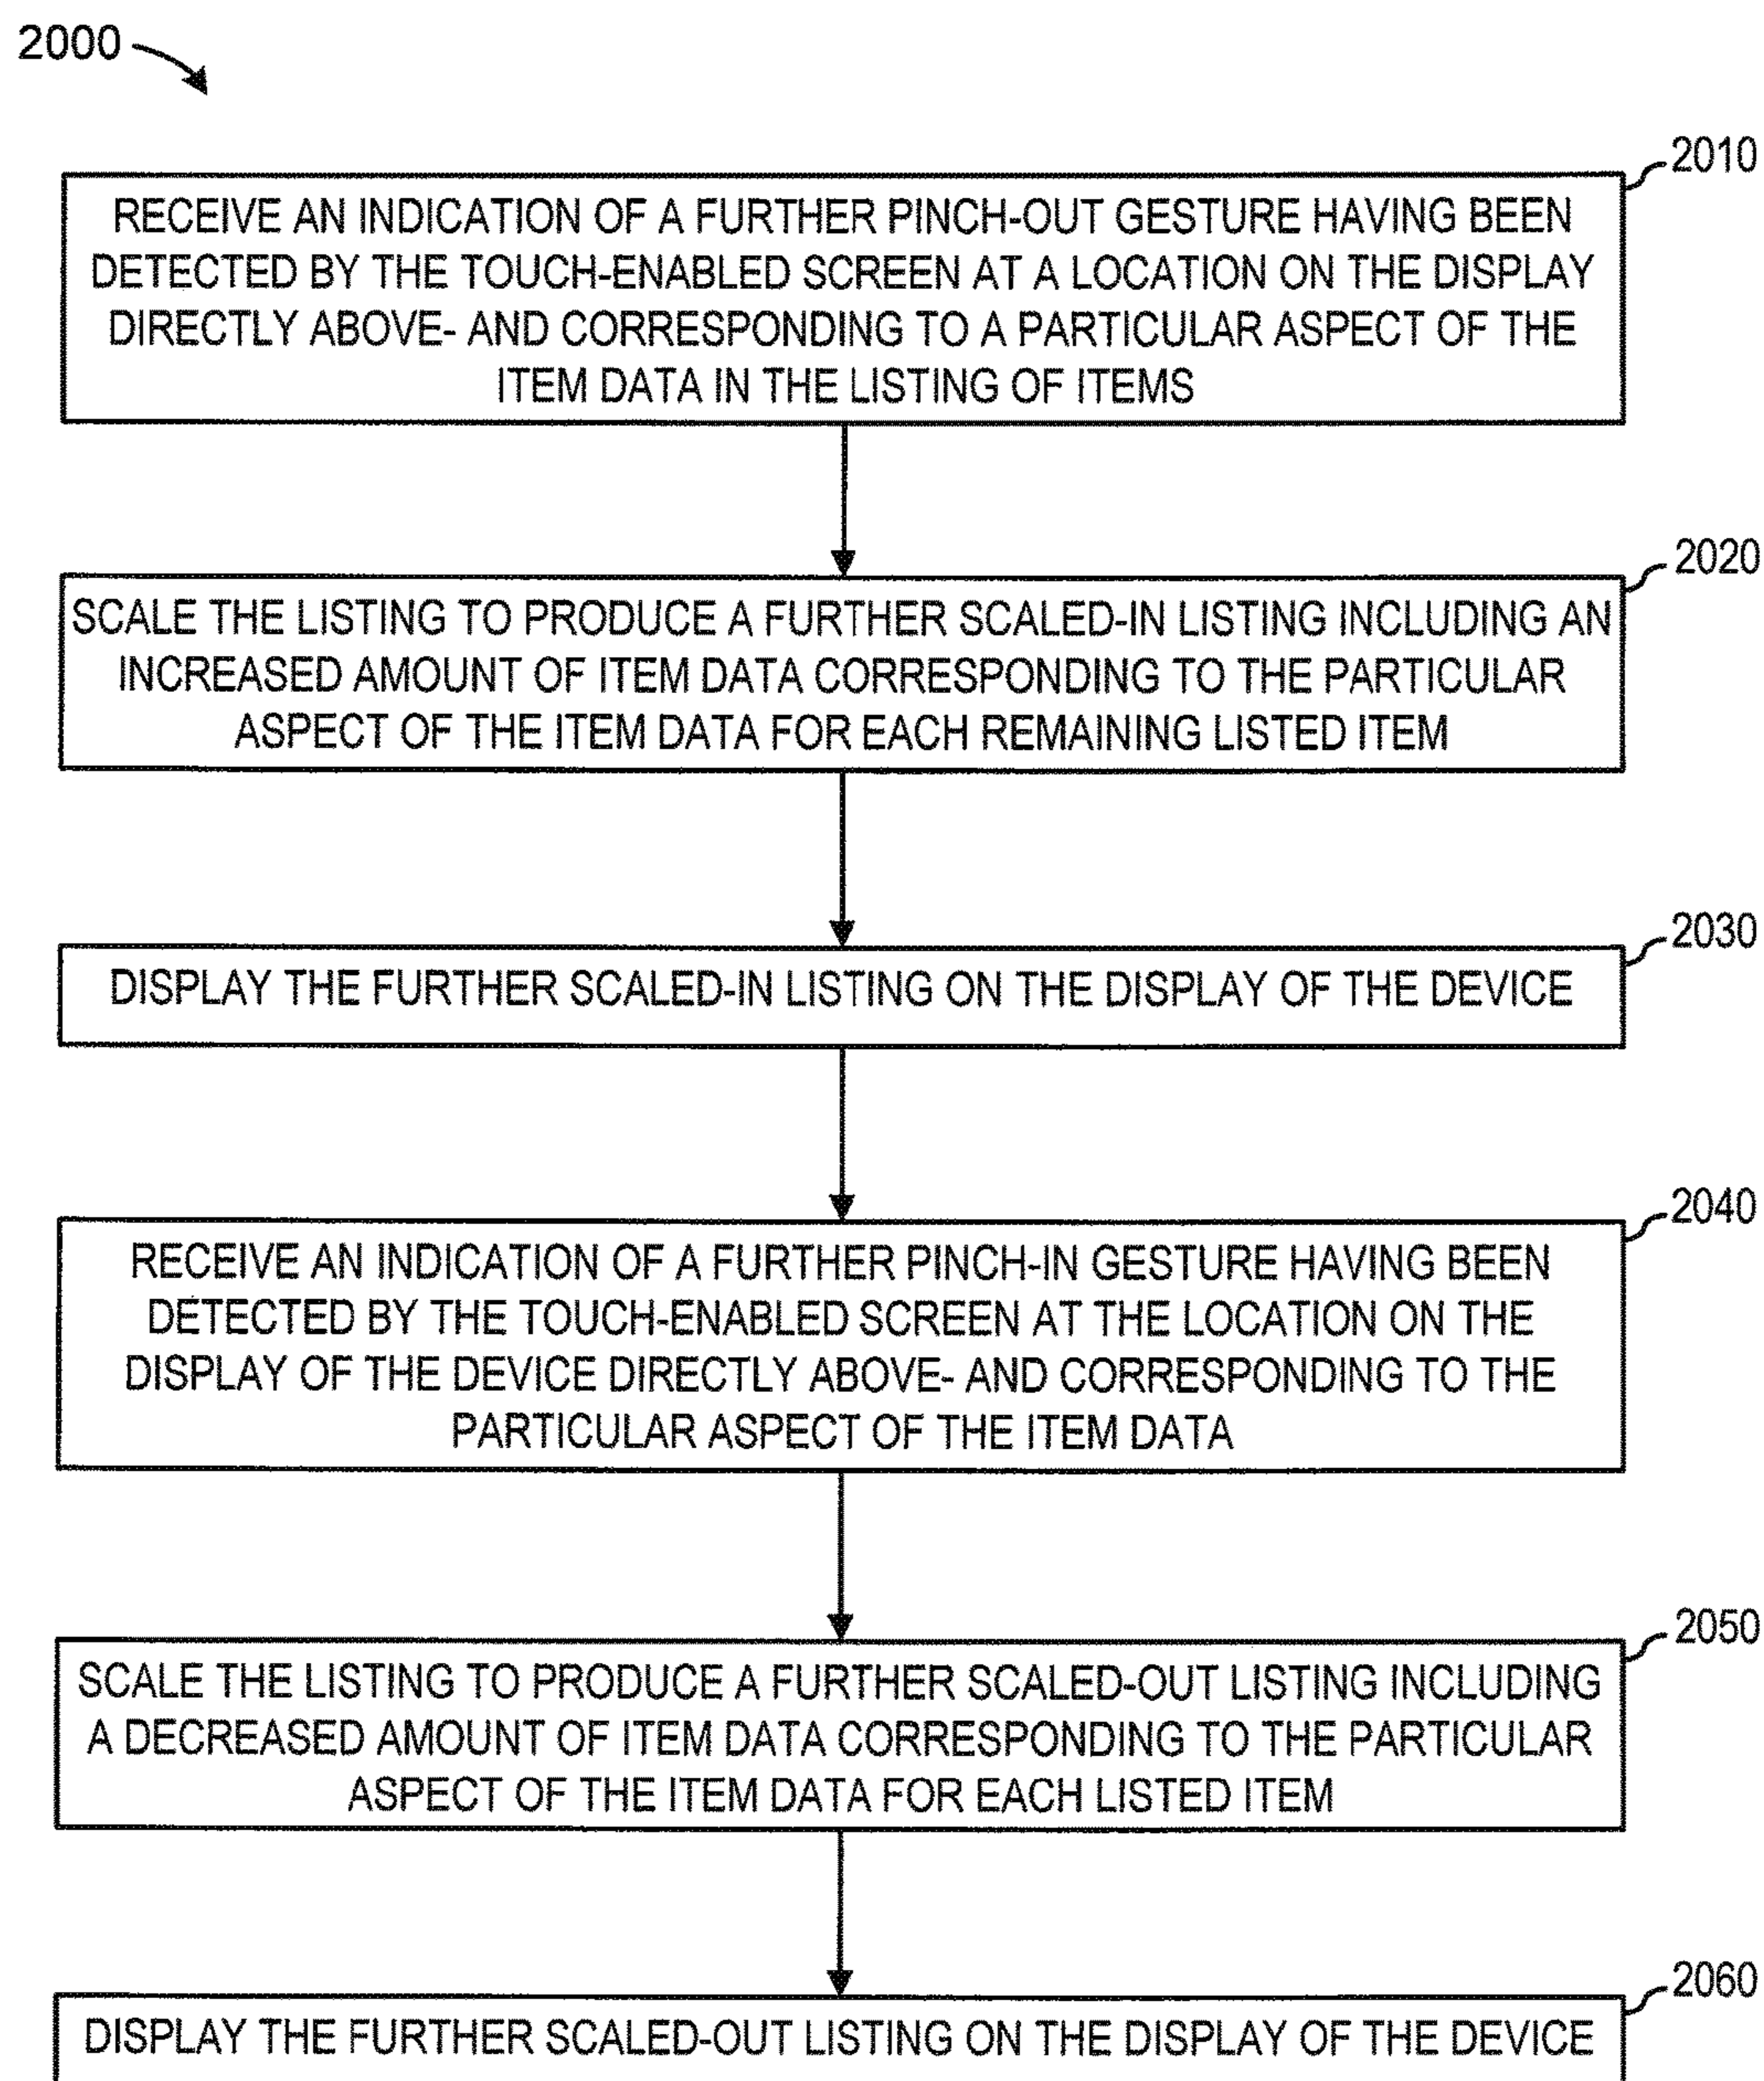 2000
2010
RECEIVE AN INDICATION OF A FURTHER PINCH-OUT GESTURE HAVING BEEN
DETECTED BY THE TOUCH-ENABLED SCREEN AT A LOCATION ON THE DISPLAY
DIRECTLY ABOVE- AND CORRESPONDING TO A PARTICULAR ASPECT OF THE
ITEM DATA IN THE LISTING OF ITEMS
2020
SCALE THE LISTING TO PRODUCE A FURTHER SCALED-IN LISTING INCLUDING AN
INCREASED AMOUNT OF ITEM DATA CORRESPONDING TO THE PARTICULAR
ASPECT OF THE ITEM DATA FOR EACH REMAINING LISTED ITEM
2030
DISPLAY THE FURTHER SCALED-IN LISTING ON THE DISPLAY OF THE DEVICE
2040
RECEIVE AN INDICATION OF A FURTHER PINCH-IN GESTURE HAVING BEEN
DETECTED BY THE TOUCH-ENABLED SCREEN AT THE LOCATION ON THE
DISPLAY OF THE DEVICE DIRECTLY ABOVE- AND CORRESPONDING TO THE
PARTICULAR ASPECT OF THE ITEM DATA
2050
SCALE THE LISTING TO PRODUCE A FURTHER SCALED-OUT LISTING INCLUDING
A DECREASED AMOUNT OF ITEM DATA CORRESPONDING TO THE PARTICULAR
ASPECT OF THE ITEM DATA FOR EACH LISTED ITEM
2060
DISPLAY THE FURTHER SCALED-OUT LISTING ON THE DISPLAY OF THE DEVICE